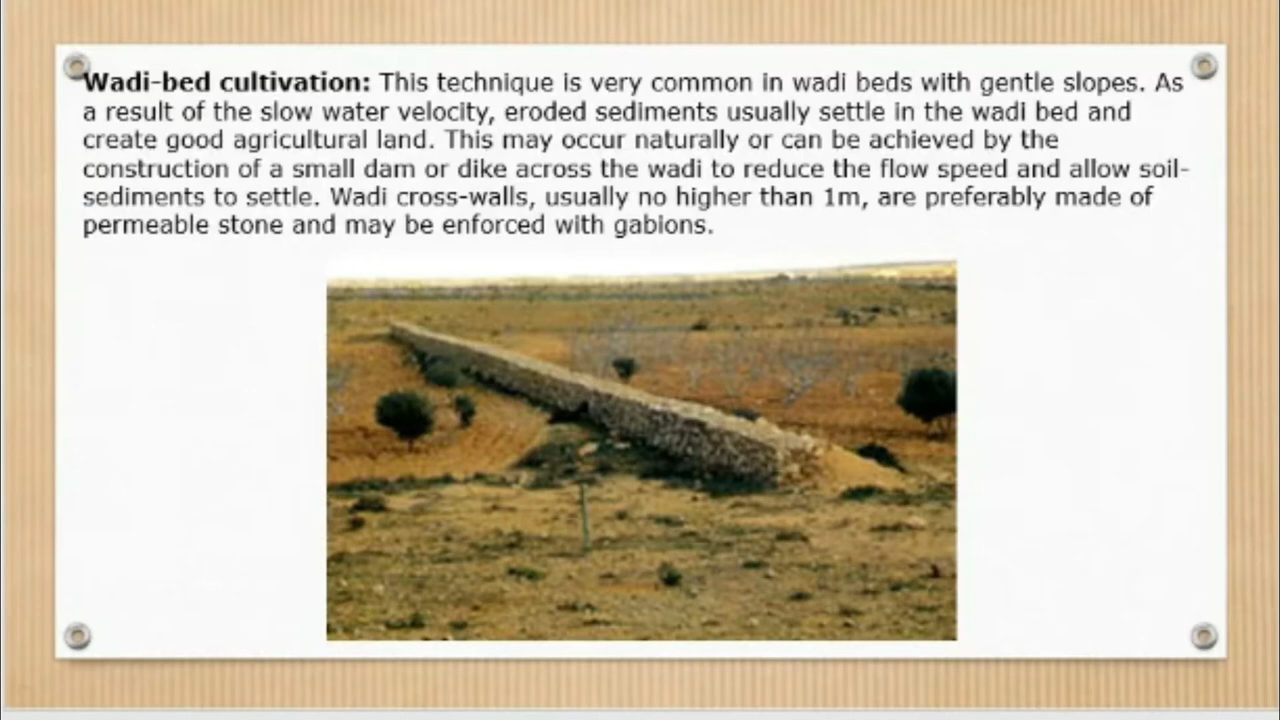 Wadi-bed cultivation: This technique is very common in wadi beds with gentle slopes. As
a result of the slow water velocity, eroded sediments usually settle in the wadi bed and
create good agricultural land. This may occur naturally or can be achieved by the
construction of a small dam or dike across the wadi to reduce the flow speed and allow soil-
sediments to settle. Wadi cross-walls, usually no higher than 1m, are preferably made of
permeable stone and may be enforced with gabions.